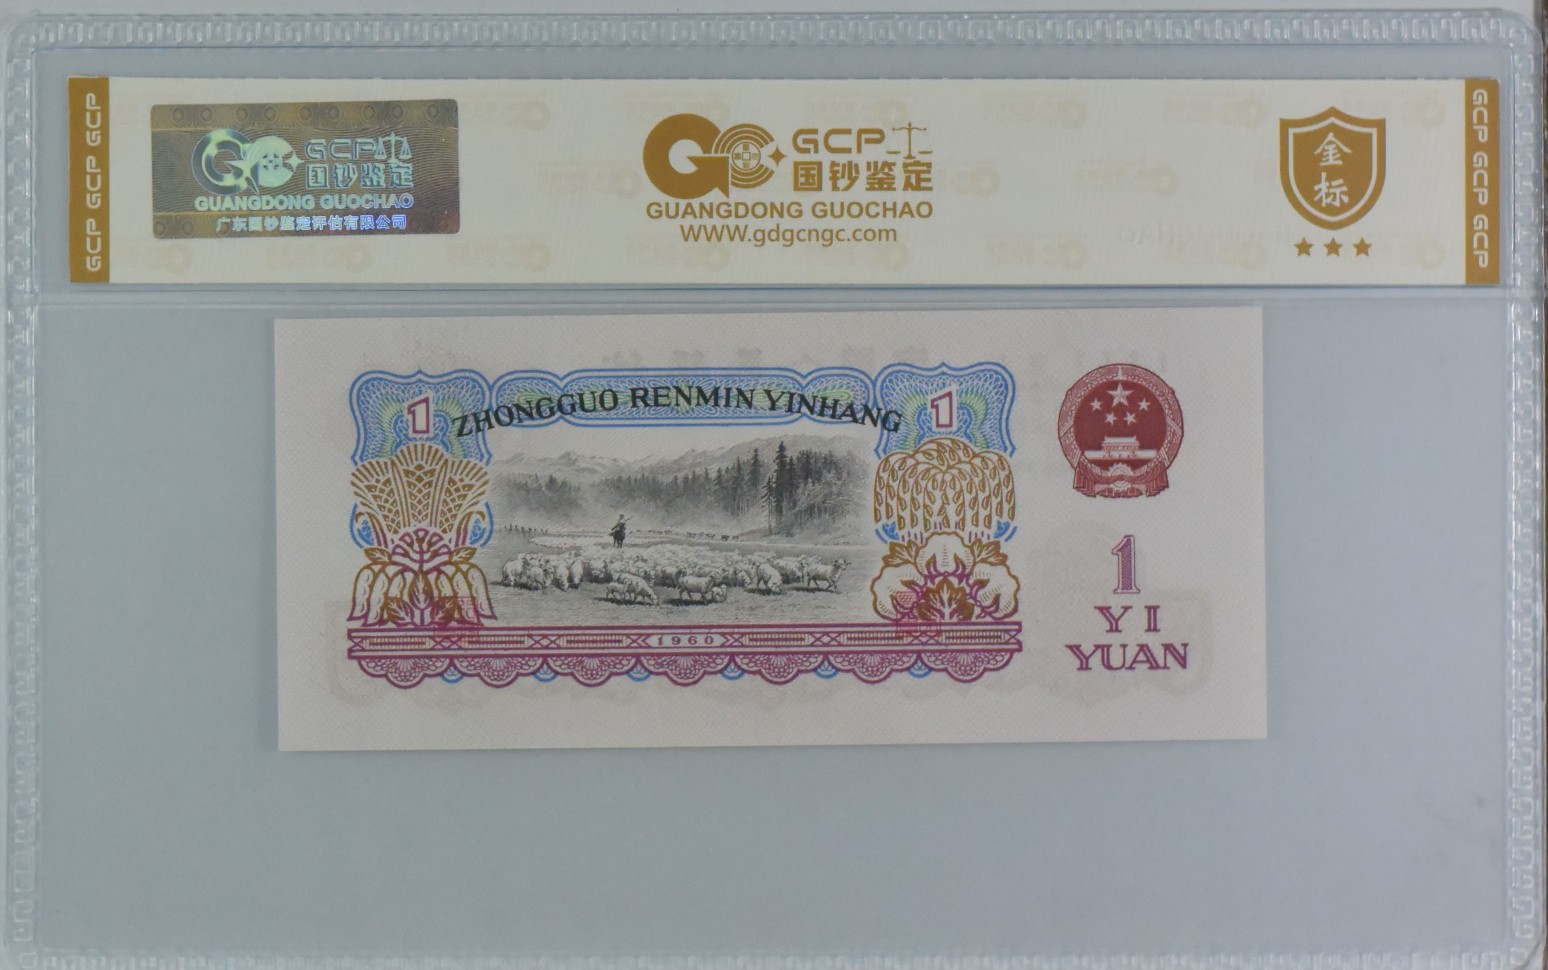 GCP GCP GCP
GCP
国钞鉴定
GUANGDONG GUOCHAO
广东国钞鉴定评估有限公司
GCP
国钞鉴定
GUANGDONG GUOCHAO
WWW.gdgcngc.com
金标
GCP GCP GCP
1
ZHONGGUO RENMIN YINHANG
1
1960
1
YI
YUAN